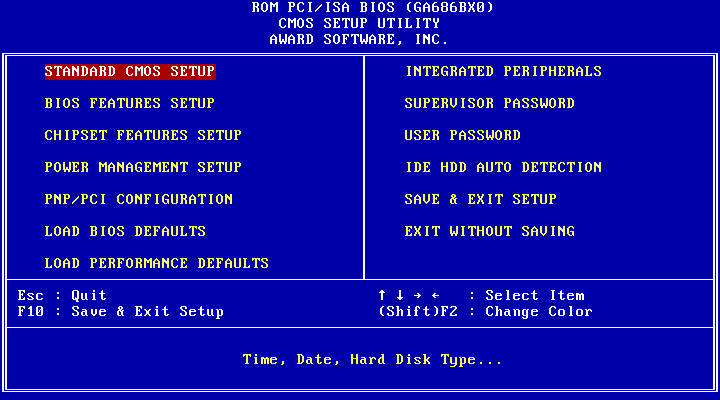 ROM PCI/ISA BIOS (GA686BX0)
CMOS SETUP UTILITY
AWARD SOFTWARE, INC.
STANDARD CMOS SETUP
BIOS FEATURES SETUP
CHIPSET FEATURES SETUP
POWER MANAGEMENT SETUP
PNP/PCI CONFIGURATION
LOAD BIOS DEFAULTS
LOAD PERFORMANCE DEFAULTS
INTEGRATED PERIPHERALS
SUPERVISOR PASSWORD
USER PASSWORD
IDE HDD AUTO DETECTION
SAVE & EXIT SETUP
EXIT WITHOUT SAVING
Esc : Quit
F10 : Save & Exit Setup
↑ ↓ → ← : Select Item
(Shift)F2 : Change Color
Time, Date, Hard Disk Type...